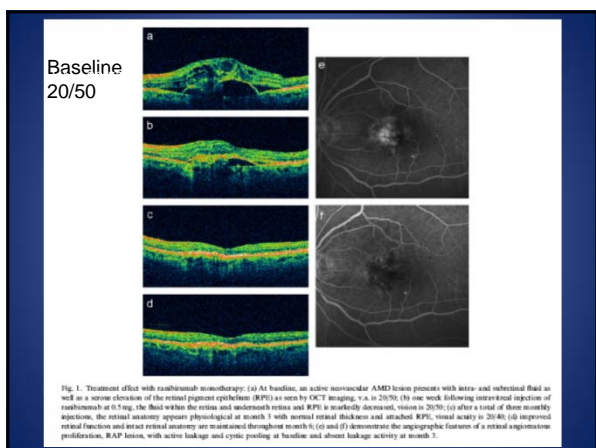 a
Baseline
20/50
e
b
c
f
d
Fig. 1. Treatment effect with ranibizumab monotherapy: (a) At baseline, an active neovascular AMD lesion presents with intra- and subretinal fluid as
well as a serous elevation of the retinal pigment epithelium (RPE) as seen by OCT imaging, v.a. is 20/50; (b) one week following intravitreal injection of
ranibizumab at 0.5 mg, the fluid within the retina and underneath retina and RPE is markedly decreased, vision is 20/50; (c) after a total of three monthly
injections, the retinal anatomy appears physiological at month 3 with normal retinal thickness and attached RPE, visual acuity is 20/40; (d) improved
retinal function and intact retinal anatomy are maintained throughout month 6; (e) and (f) demonstrate the angiographic features of a retinal angiomatous
proliferation, RAP lesion, with active leakage and cystic pooling at baseline and absent leakage activity at month 3.